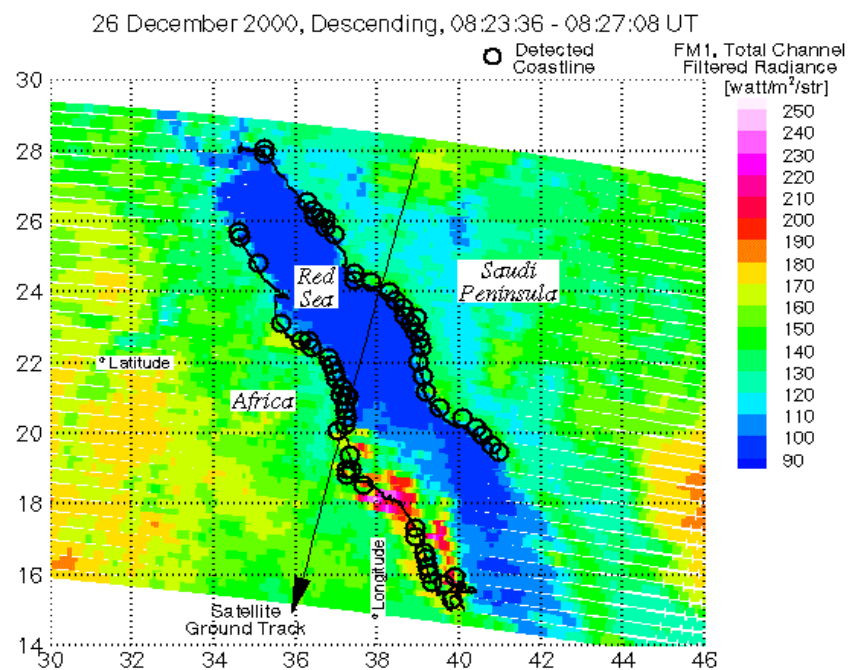 26 December 2000, Descending, 08:23:36 - 08:27:08 UT
Detected
Coastline
FM1, Total Channel
Filtered Radiance
[watt/m²/str]
30
28
26
24
22
20
18
16
14
250
240
230
220
210
200
190
180
170
160
150
140
130
120
110
100
90
Red
Sea
Saudi
Peninsula
° Latitude
Africa
° Longitude
Satellite
Ground Track
30 32 34 36 38 40 42 44 46